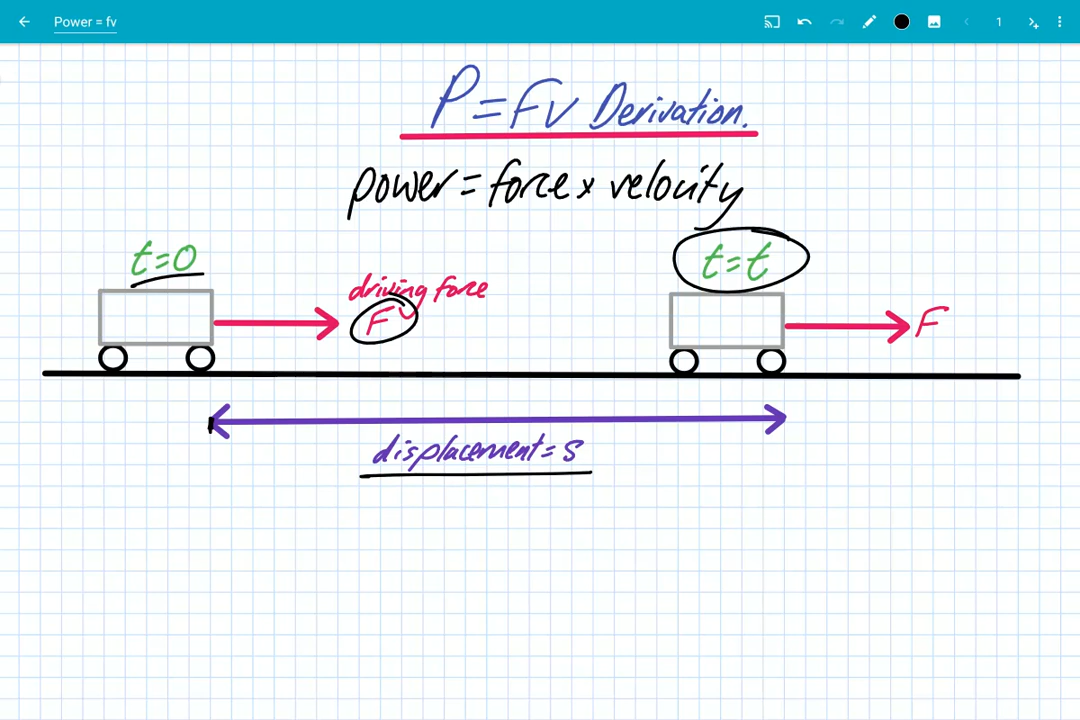 Power = fv
1
P = FV Derivation.
power = force × velocity
t=0
t=t
driving force
F
F
displacement = s